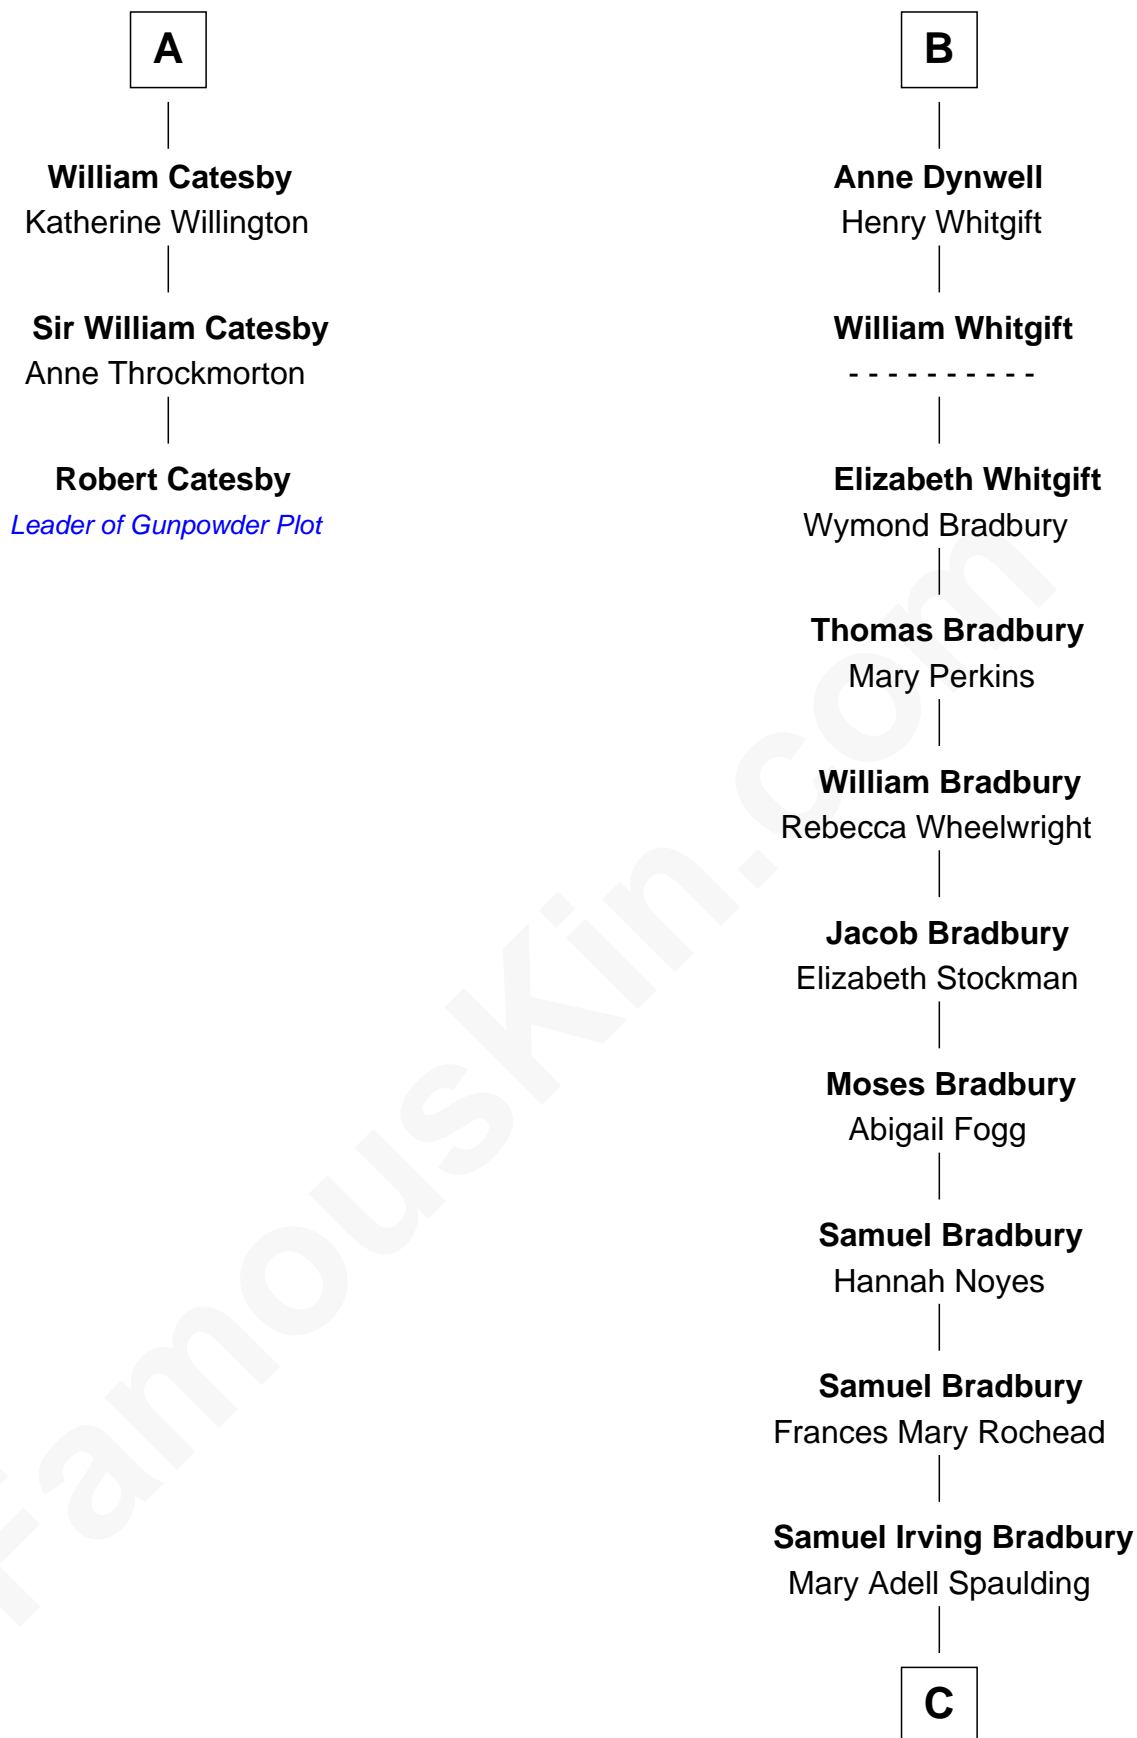 A
William Catesby
Katherine Willington
Sir William Catesby
Anne Throckmorton
Robert Catesby
Leader of Gunpowder Plot
B
Anne Dynwell
Henry Whitgift
William Whitgift
- - - - - - - - - -
Elizabeth Whitgift
Wymond Bradbury
Thomas Bradbury
Mary Perkins
William Bradbury
Rebecca Wheelwright
Jacob Bradbury
Elizabeth Stockman
Moses Bradbury
Abigail Fogg
Samuel Bradbury
Hannah Noyes
Samuel Bradbury
Frances Mary Rochead
Samuel Irving Bradbury
Mary Adell Spaulding
C
FamousKin.com